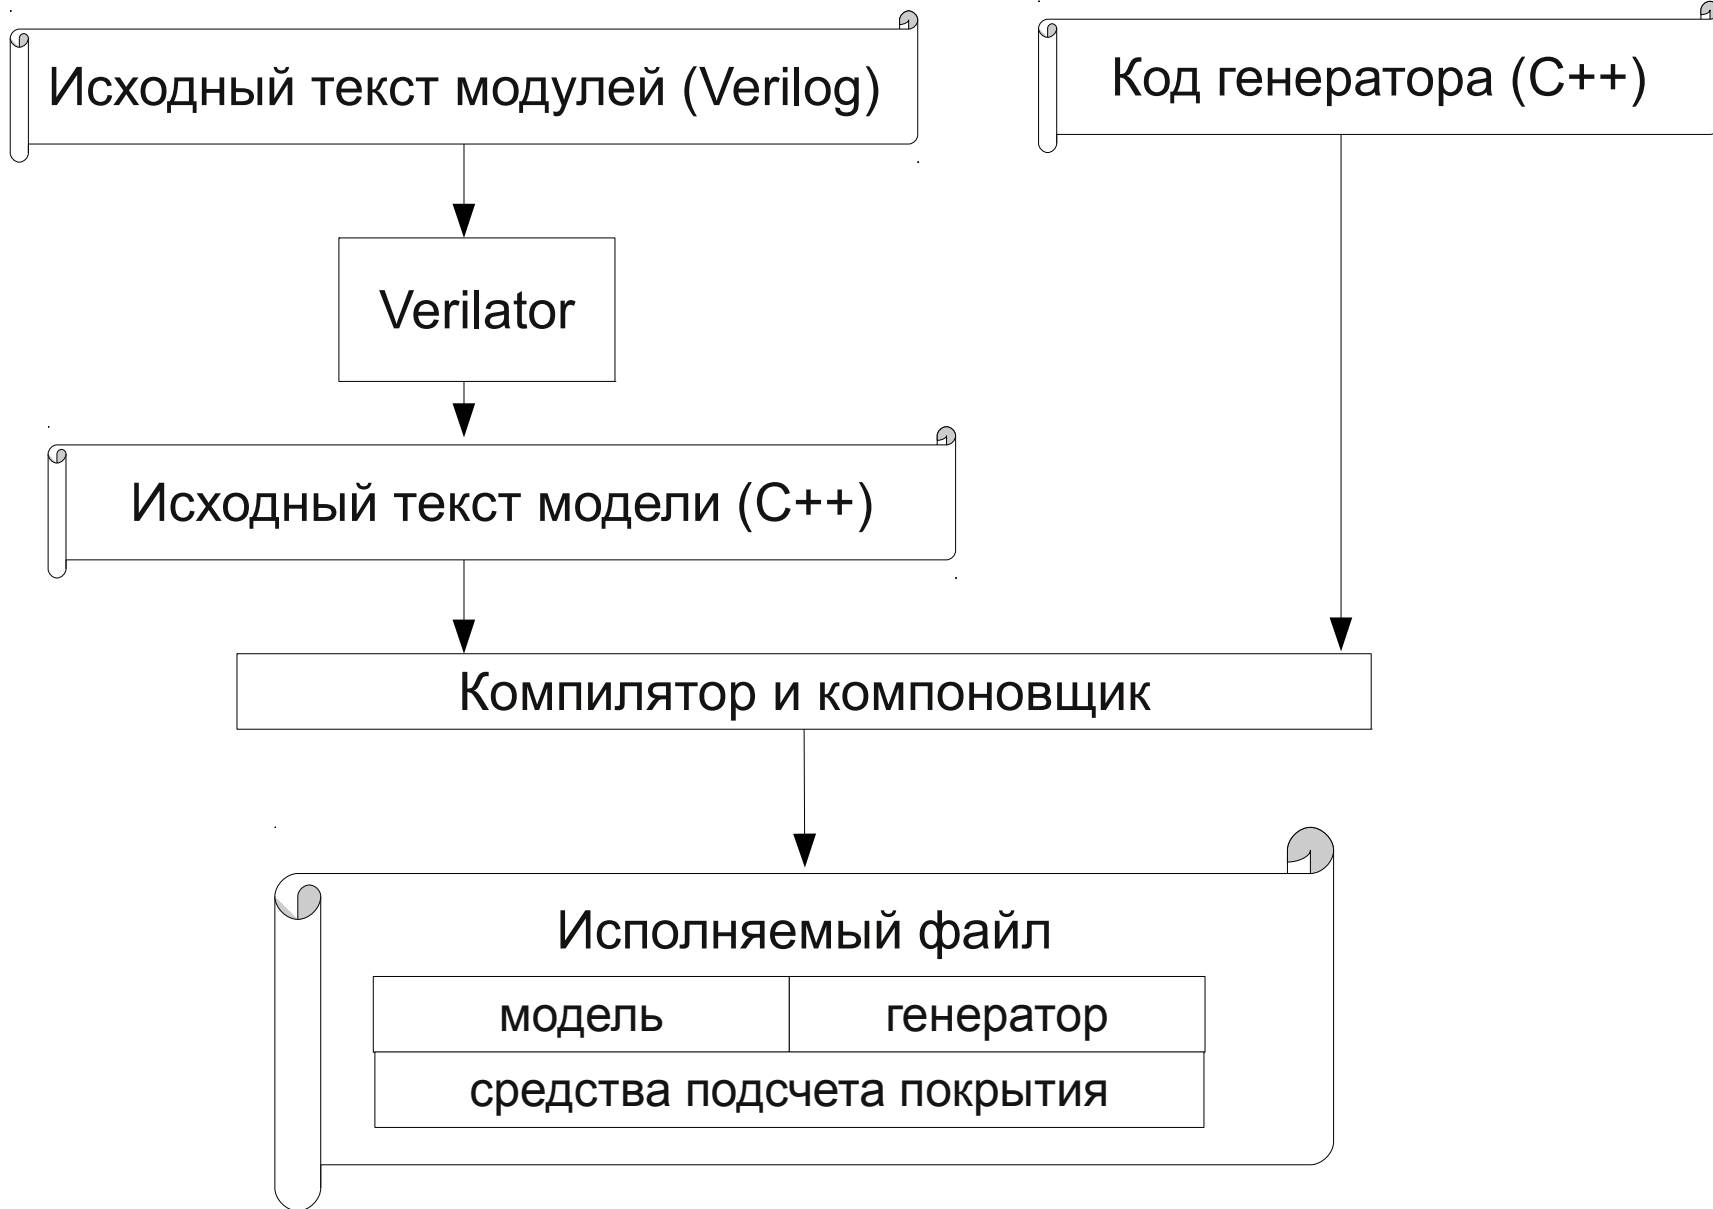 Исходный текст модулей (Verilog)
Код генератора (C++)
Verilator
Исходный текст модели (C++)
Компилятор и компоновщик
Исполняемый файл
модель
генератор
средства подсчета покрытия